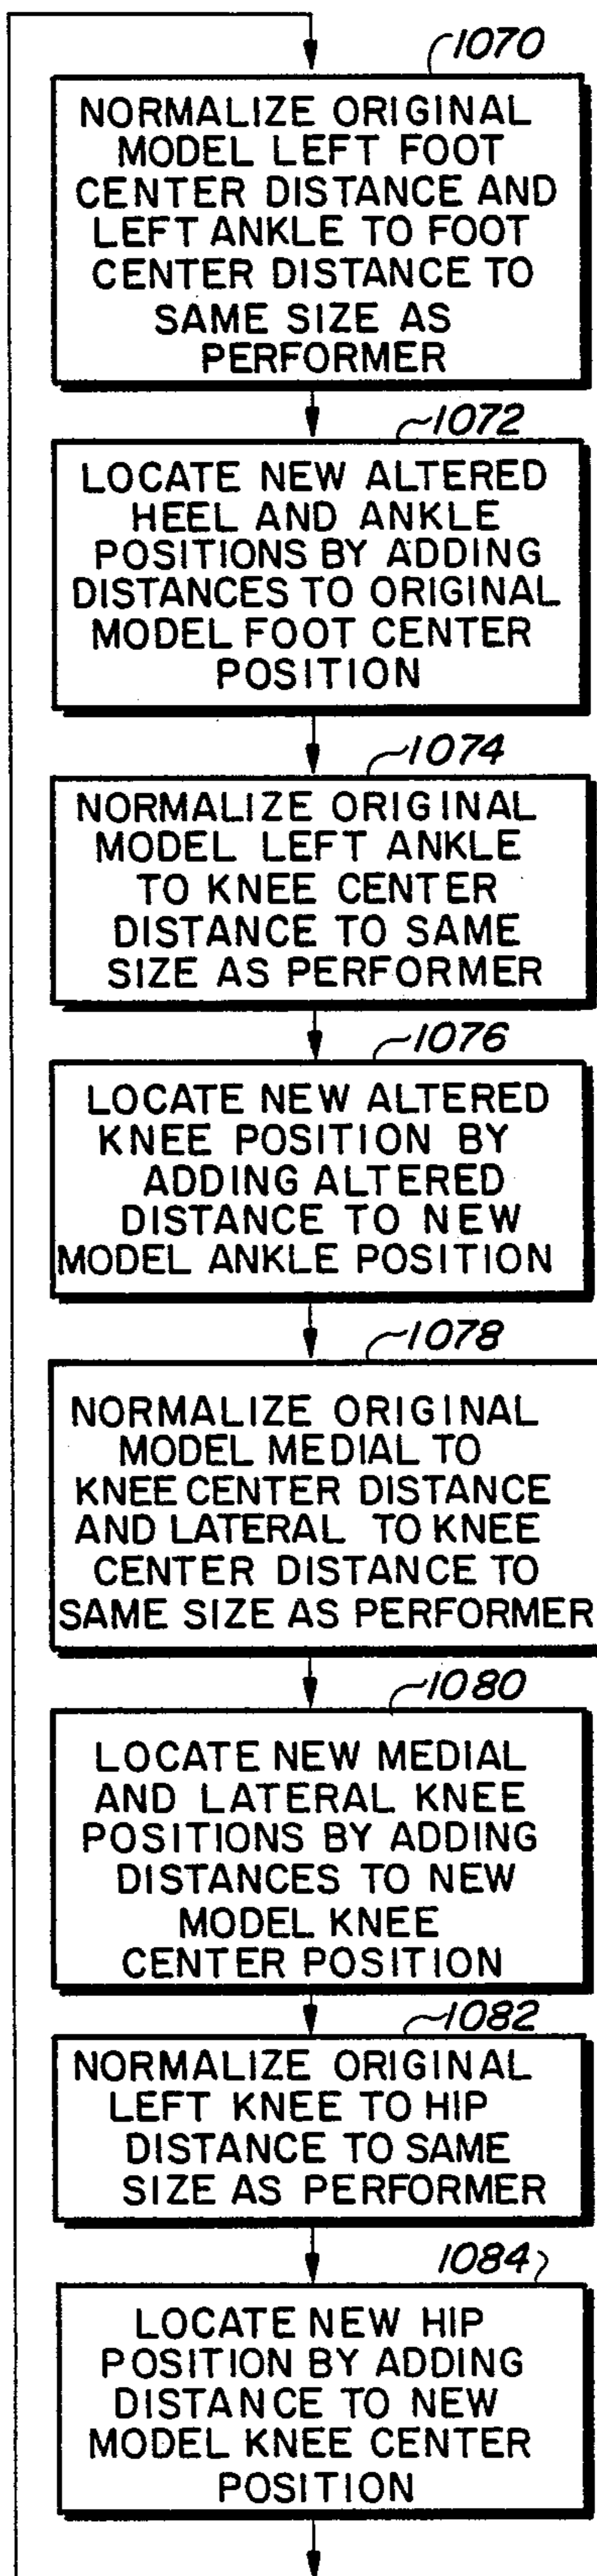 1070
NORMALIZE ORIGINAL
MODEL LEFT FOOT
CENTER DISTANCE AND
LEFT ANKLE TO FOOT
CENTER DISTANCE TO
SAME SIZE AS
PERFORMER
1072
LOCATE NEW ALTERED
HEEL AND ANKLE
POSITIONS BY ADDING
DISTANCES TO ORIGINAL
MODEL FOOT CENTER
POSITION
1074
NORMALIZE ORIGINAL
MODEL LEFT ANKLE
TO KNEE CENTER
DISTANCE TO SAME
SIZE AS PERFORMER
1076
LOCATE NEW ALTERED
KNEE POSITION BY
ADDING ALTERED
DISTANCE TO NEW
MODEL ANKLE POSITION
1078
NORMALIZE ORIGINAL
MODEL MEDIAL TO
KNEE CENTER DISTANCE
AND LATERAL TO KNEE
CENTER DISTANCE TO
SAME SIZE AS PERFORMER
1080
LOCATE NEW MEDIAL
AND LATERAL KNEE
POSITIONS BY ADDING
DISTANCES TO NEW
MODEL KNEE
CENTER POSITION
1082
NORMALIZE ORIGINAL
LEFT KNEE TO HIP
DISTANCE TO SAME
SIZE AS PERFORMER
1084
LOCATE NEW HIP
POSITION BY ADDING
DISTANCE TO NEW
MODEL KNEE CENTER
POSITION